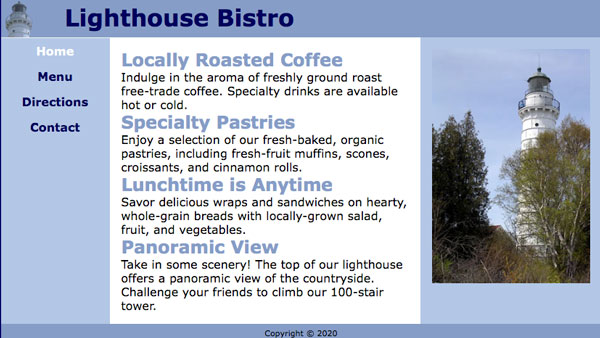 Lighthouse Bistro
Home
Menu
Directions
Contact
Locally Roasted Coffee
Indulge in the aroma of freshly ground roast
free-trade coffee. Specialty drinks are available
hot or cold.
Specialty Pastries
Enjoy a selection of our fresh-baked, organic
pastries, including fresh-fruit muffins, scones,
croissants, and cinnamon rolls.
Lunchtime is Anytime
Savor delicious wraps and sandwiches on hearty,
whole-grain breads with locally-grown salad,
fruit, and vegetables.
Panoramic View
Take in some scenery! The top of our lighthouse
offers a panoramic view of the countryside.
Challenge your friends to climb our 100-stair
tower.
Copyright © 2020